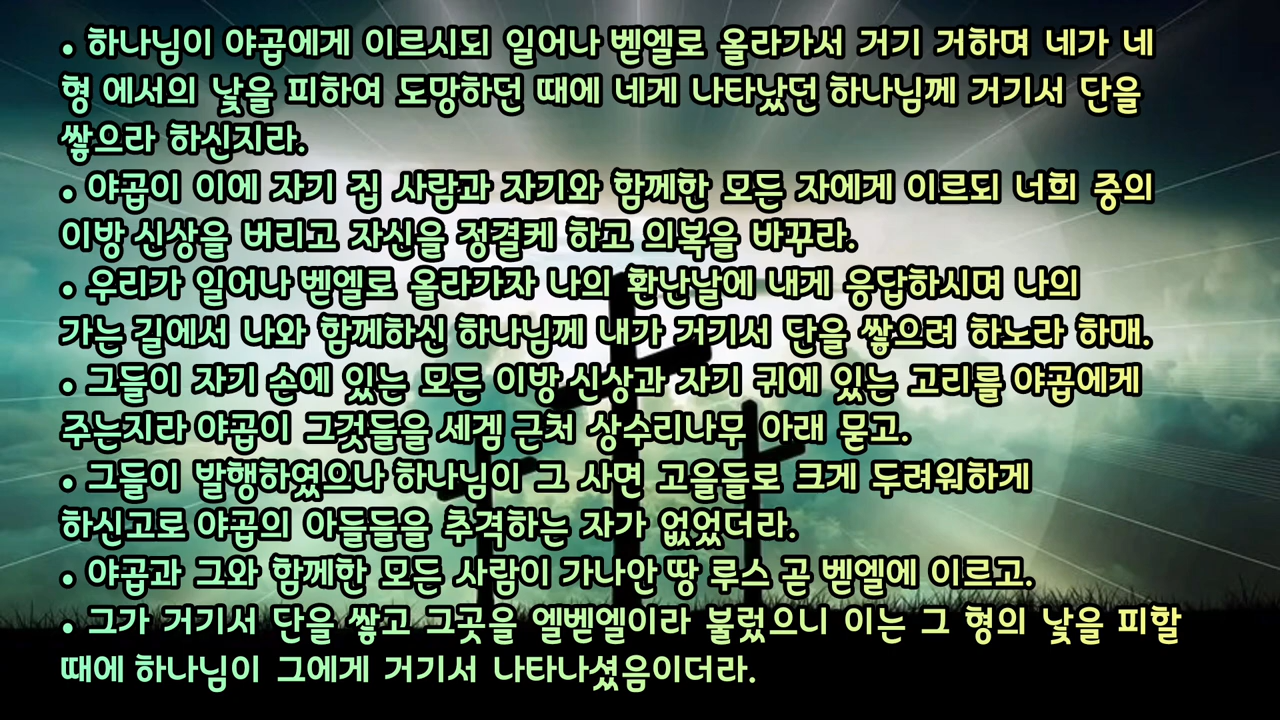 • 하나님이 야곱에게 이르시되 일어나 벧엘로 올라가서 거기 거하며 네가 네
형 에서의 낯을 피하여 도망하던 때에 네게 나타났던 하나님께 거기서 단을
쌓으라 하신지라.
• 야곱이 이에 자기 집 사람과 자기와 함께한 모든 자에게 이르되 너희 중의
이방 신상을 버리고 자신을 정결케 하고 의복을 바꾸라.
• 우리가 일어나 벧엘로 올라가자 나의 환난날에 내게 응답하시며 나의
가는 길에서 나와 함께하신 하나님께 내가 거기서 단을 쌓으려 하노라 하매.
• 그들이 자기 손에 있는 모든 이방 신상과 자기 귀에 있는 고리를 야곱에게
주는지라 야곱이 그것들을 세겜 근처 상수리나무 아래 묻고.
• 그들이 발행하였으나 하나님이 그 사면 고을들로 크게 두려워하게
하신고로 야곱의 아들들을 추격하는 자가 없었더라.
• 야곱과 그와 함께한 모든 사람이 가나안 땅 루스 곧 벧엘에 이르고.
• 그가 거기서 단을 쌓고 그곳을 엘벧엘이라 불렀으니 이는 그 형의 낯을 피할
때에 하나님이 그에게 거기서 나타나셨음이더라.